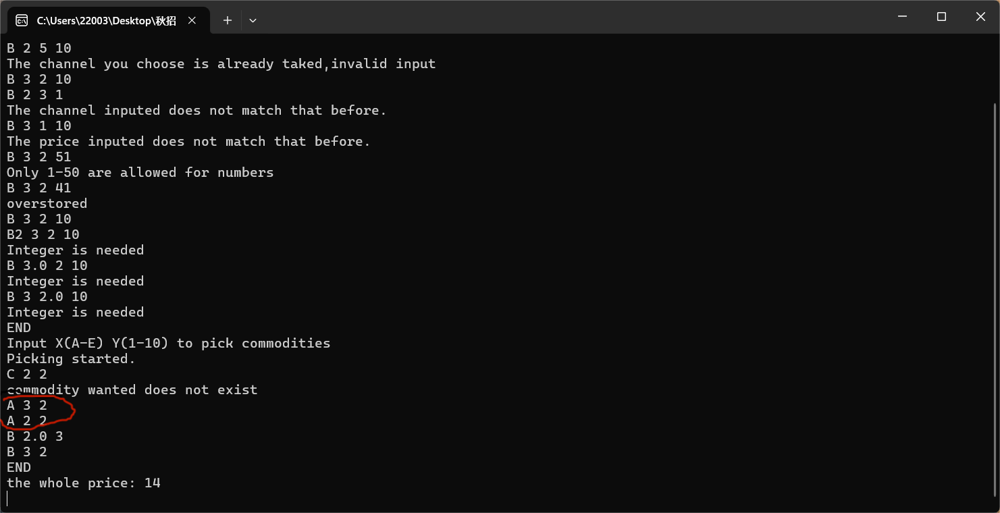 C:\Users\22003\Desktop\秋招
B 2 5 10
The channel you choose is already taked,invalid input
B 3 2 10
B 2 3 1
The channel inputed does not match that before.
B 3 1 10
The price inputed does not match that before.
B 3 2 51
Only 1-50 are allowed for numbers
B 3 2 41
overstored
B 3 2 10
B2 3 2 10
Integer is needed
B 3.0 2 10
Integer is needed
B 3 2.0 10
Integer is needed
END
Input X(A-E) Y(1-10) to pick commodities
Picking started.
C 2 2
commodity wanted does not exist
A 3 2
A 2 2
B 2.0 3
B 3 2
END
the whole price: 14